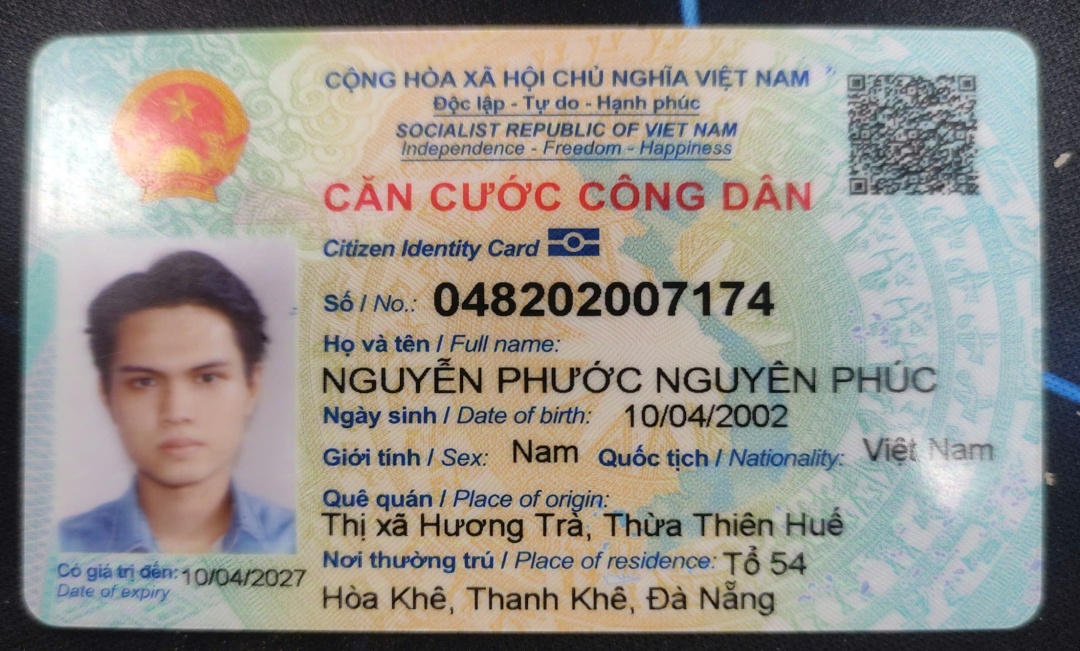 CỘNG HÒA XÃ HỘI CHỦ NGHĨA VIỆT NAM
Độc lập - Tự do - Hạnh phúc
SOCIALIST REPUBLIC OF VIET NAM
Independence - Freedom - Happiness
CĂN CƯỚC CÔNG DÂN
Citizen Identity Card
Số / No.: 048202007174
Họ và tên / Full name:
NGUYỄN PHƯỚC NGUYÊN PHÚC
Ngày sinh / Date of birth: 10/04/2002
Giới tính / Sex: Nam Quốc tịch / Nationality: Việt Nam
Quê quán / Place of origin:
Thị xã Hương Trà, Thừa Thiên Huế
Nơi thường trú / Place of residence: Tổ 54
Hòa Khê, Thanh Khê, Đà Nẵng
Có giá trị đến: 10/04/2027
Date of expiry